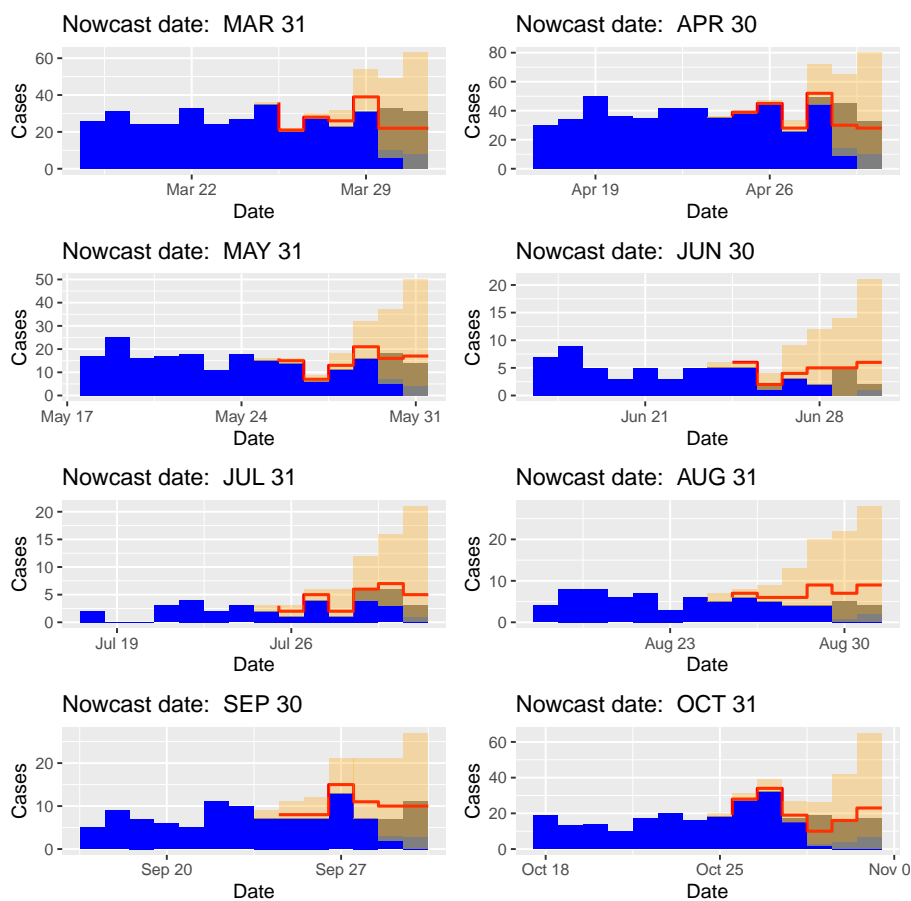 Nowcast date:  MAR 31
Cases
60
40
20
0
Mar 22
Mar 29
Date
Nowcast date:  APR 30
Cases
80
60
40
20
0
Apr 19
Apr 26
Date
Nowcast date:  MAY 31
Cases
50
40
30
20
10
0
May 17
May 24
May 31
Date
Nowcast date:  JUN 30
Cases
20
15
10
5
0
Jun 21
Jun 28
Date
Nowcast date:  JUL 31
Cases
20
15
10
5
0
Jul 19
Jul 26
Date
Nowcast date:  AUG 31
Cases
20
10
0
Aug 23
Aug 30
Date
Nowcast date:  SEP 30
Cases
20
10
0
Sep 20
Sep 27
Date
Nowcast date:  OCT 31
Cases
60
40
20
0
Oct 18
Oct 25
Nov 0
Date